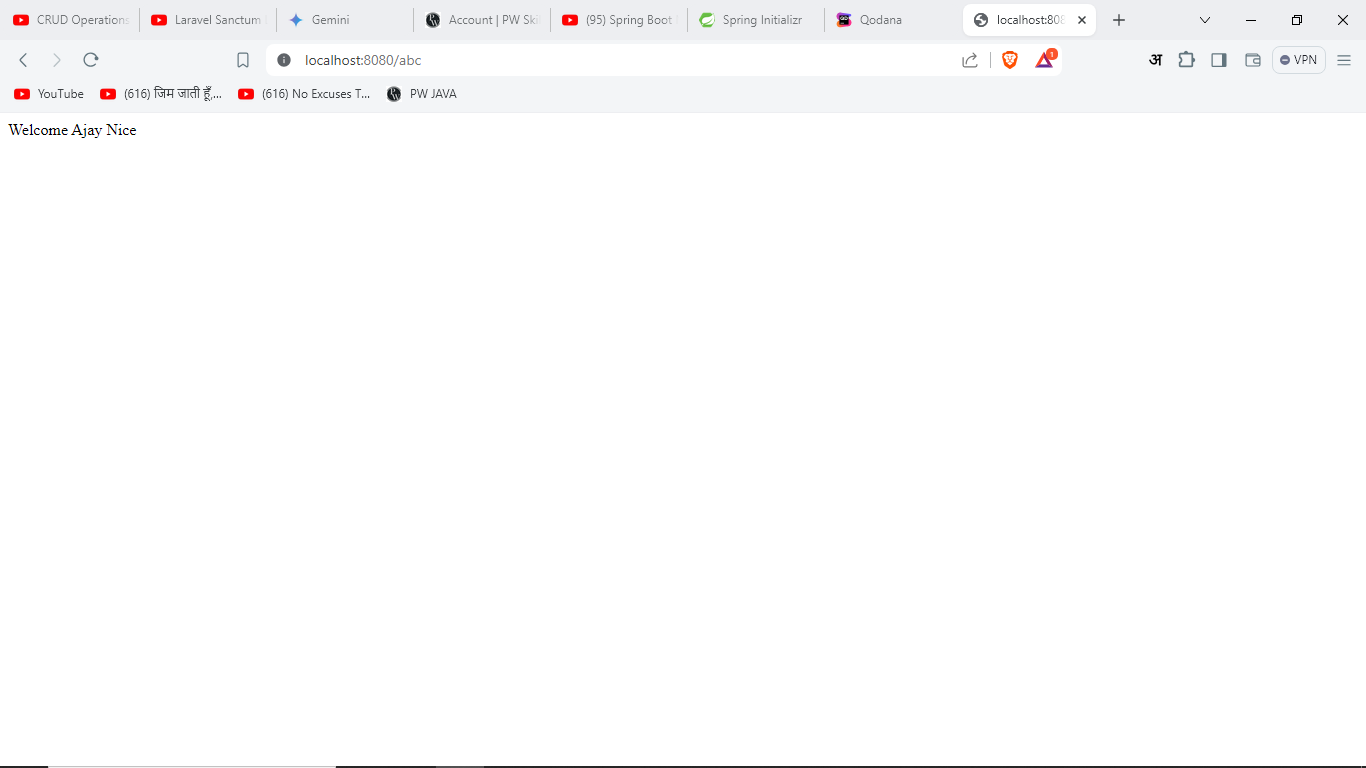 CRUD Operations
Laravel Sanctum
Gemini
Account | PW Ski
(95) Spring Boot
Spring Initializr
Qodana
localhost:808
localhost:8080/abc
1
अ
VPN
YouTube
(616) जिम जाती हूँ,...
(616) No Excuses T...
PW JAVA
Welcome Ajay Nice